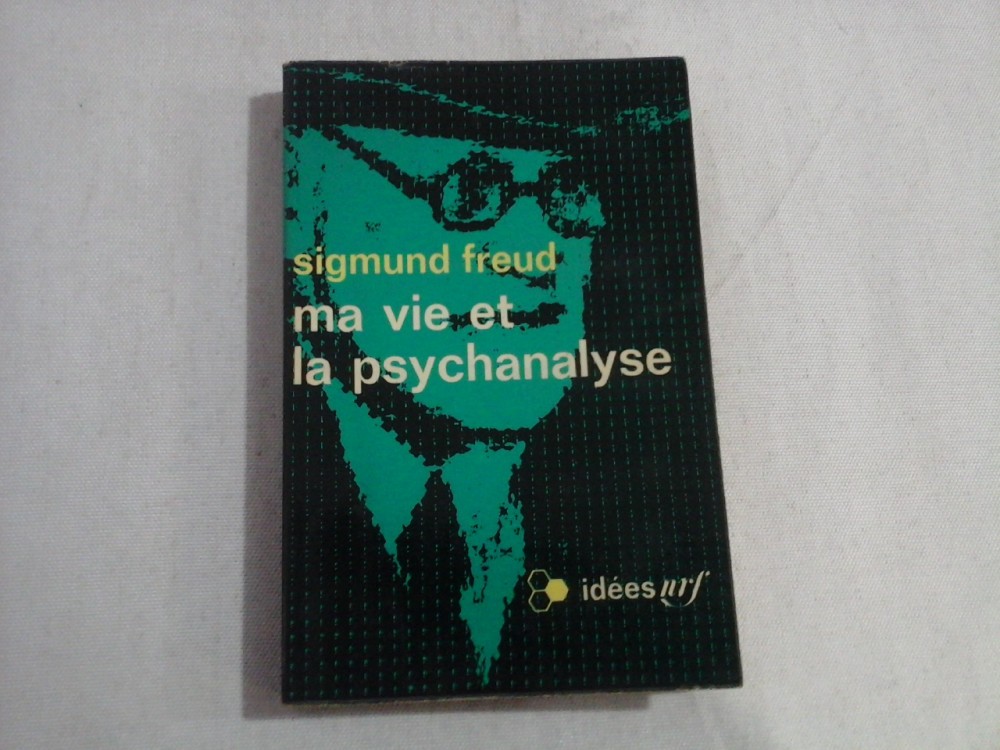 sigmund freud
ma vie et
la psychanalyse
idées nrf